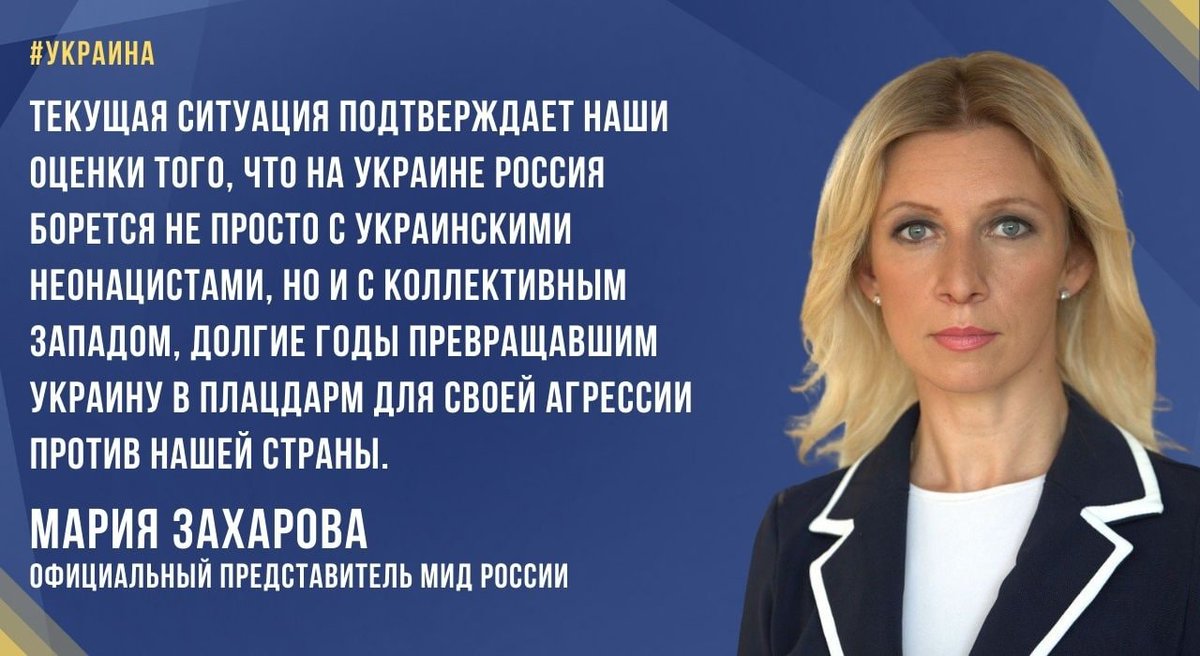 #УКРАИНА
ТЕКУЩАЯ СИТУАЦИЯ ПОДТВЕРЖДАЕТ НАШИ
ОЦЕНКИ ТОГО, ЧТО НА УКРАИНЕ РОССИЯ
БОРЕТСЯ НЕ ПРОСТО С УКРАИНСКИМИ
НЕОНАЦИСТАМИ, НО И С КОЛЛЕКТИВНЫМ
ЗАПАДОМ, ДОЛГИЕ ГОДЫ ПРЕВРАЩАВШИМ
УКРАИНУ В ПЛАЦДАРМ ДЛЯ СВОЕЙ АГРЕССИИ
ПРОТИВ НАШЕЙ СТРАНЫ.
МАРИЯ ЗАХАРОВА
ОФИЦИАЛЬНЫЙ ПРЕДСТАВИТЕЛЬ МИД РОССИИ